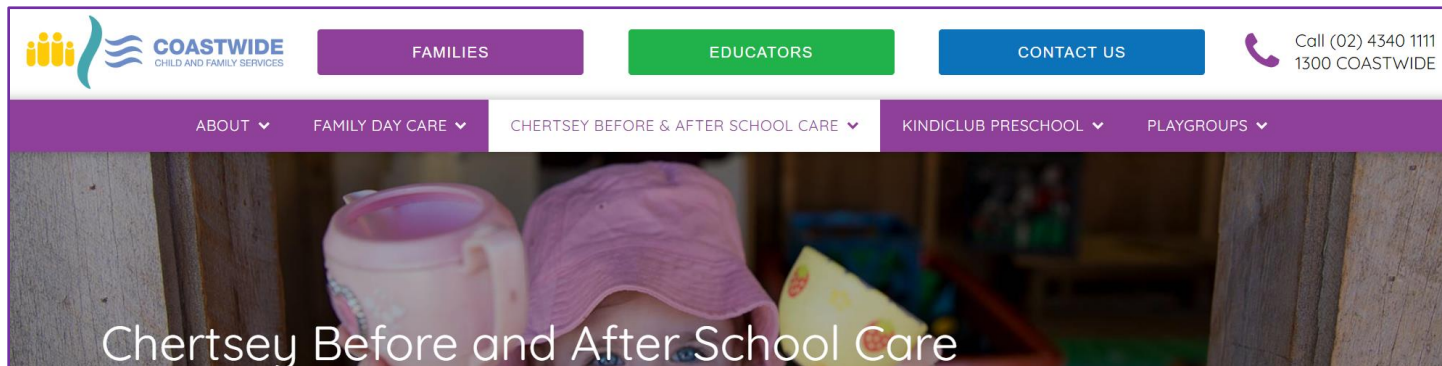 COASTWIDE
CHILD AND FAMILY SERVICES
FAMILIES
EDUCATORS
CONTACT US
Call (02) 4340 1111
1300 COASTWIDE
ABOUT
FAMILY DAY CARE
CHERTSEY BEFORE & AFTER SCHOOL CARE
KINDICLUB PRESCHOOL
PLAYGROUPS
Chertsey Before and After School Care